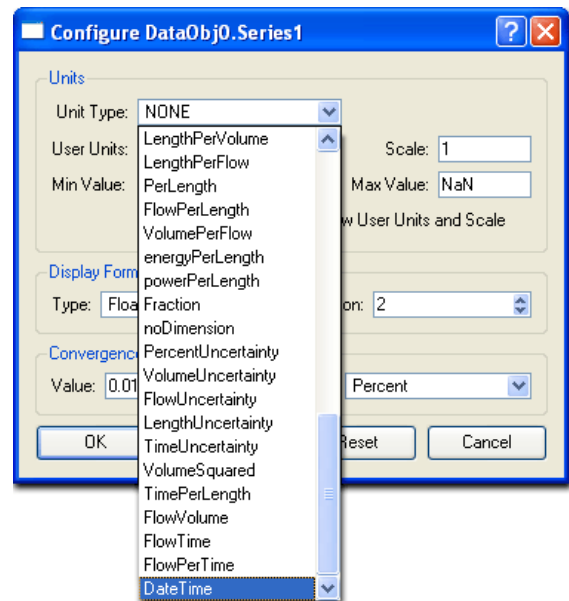 Configure DataObj0.Series1
Units
Unit Type: NONE
User Units: Scale: 1
Min Value: Max Value: NaN
w User Units and Scale
Display Form
Type: Floa on: 2
Convergence
Value: 0.01 Percent
OK Reset Cancel
LengthPerVolume
LengthPerFlow
PerLength
FlowPerLength
VolumePerFlow
energyPerLength
powerPerLength
Fraction
noDimension
PercentUncertainty
VolumeUncertainty
FlowUncertainty
LengthUncertainty
TimeUncertainty
VolumeSquared
TimePerLength
FlowVolume
FlowTime
FlowPerTime
DateTime